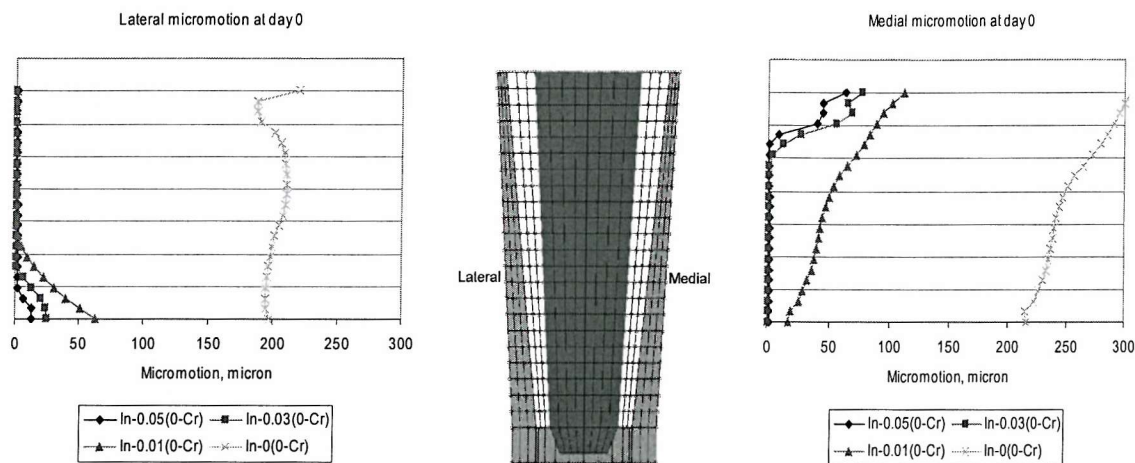 Lateral micromotion at day 0
0 50 100 150 200 250 300
Micromotion, micron
In-0.05(0-Cr) In-0.03(0-Cr)
In-0.01(0-Cr) In-0(0-Cr)
Lateral Medial
Medial micromotion at day 0
0 50 100 150 200 250 300
Micromotion, micron
In-0.05(0-Cr) In-0.03(0-Cr)
In-0.01(0-Cr) In-0(0-Cr)